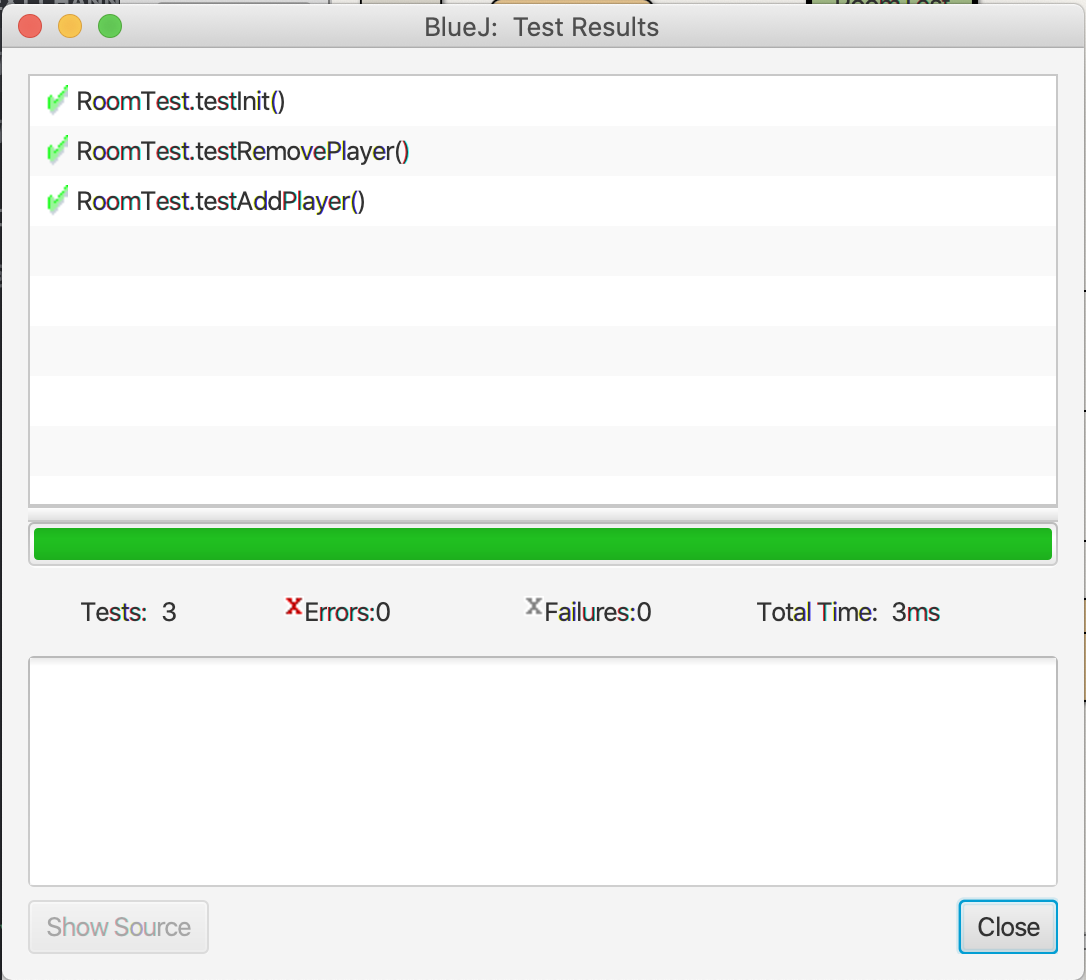 BlueJ:  Test Results
RoomTest.testInit()
RoomTest.testRemovePlayer()
RoomTest.testAddPlayer()
Tests:  3 Errors:0 Failures:0 Total Time:  3ms
Show Source Close